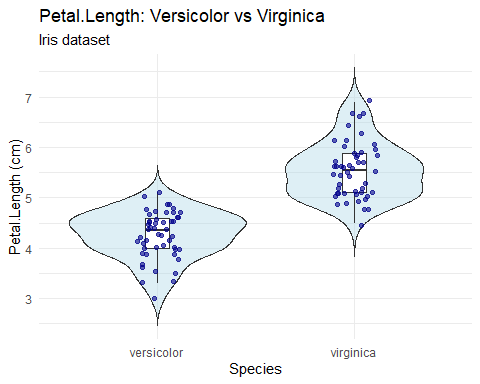 Petal.Length: Versicolor vs Virginica
Iris dataset
Petal.Length (cm)
7
6
5
4
3
versicolor
virginica
Species